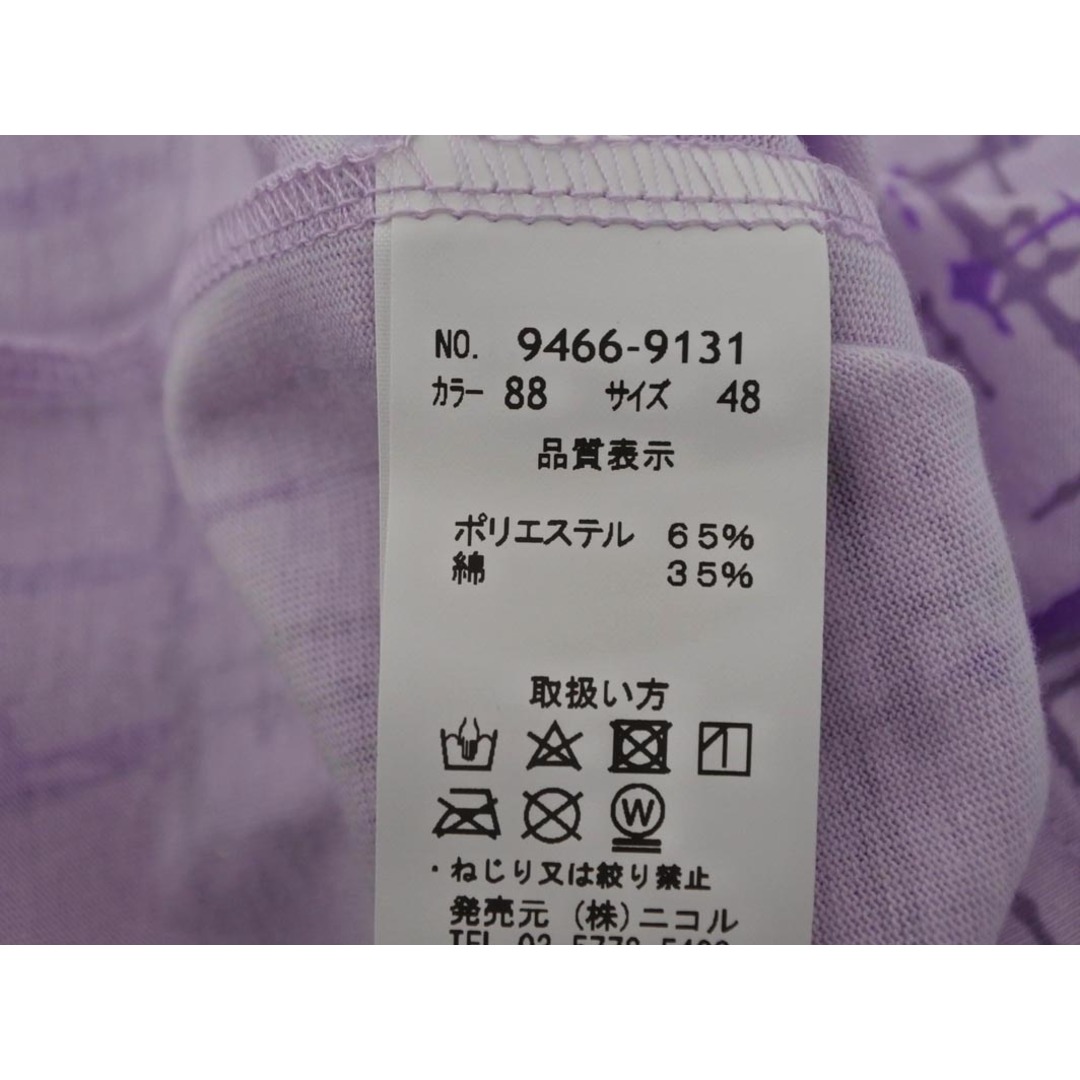 NO. 9466-9131
カラー 88 サイズ 48
品質表示
ポリエステル 65%
綿 35%
取扱い方
W
・ねじり又は絞り禁止
発売元 (株)ニコル
TEL 03